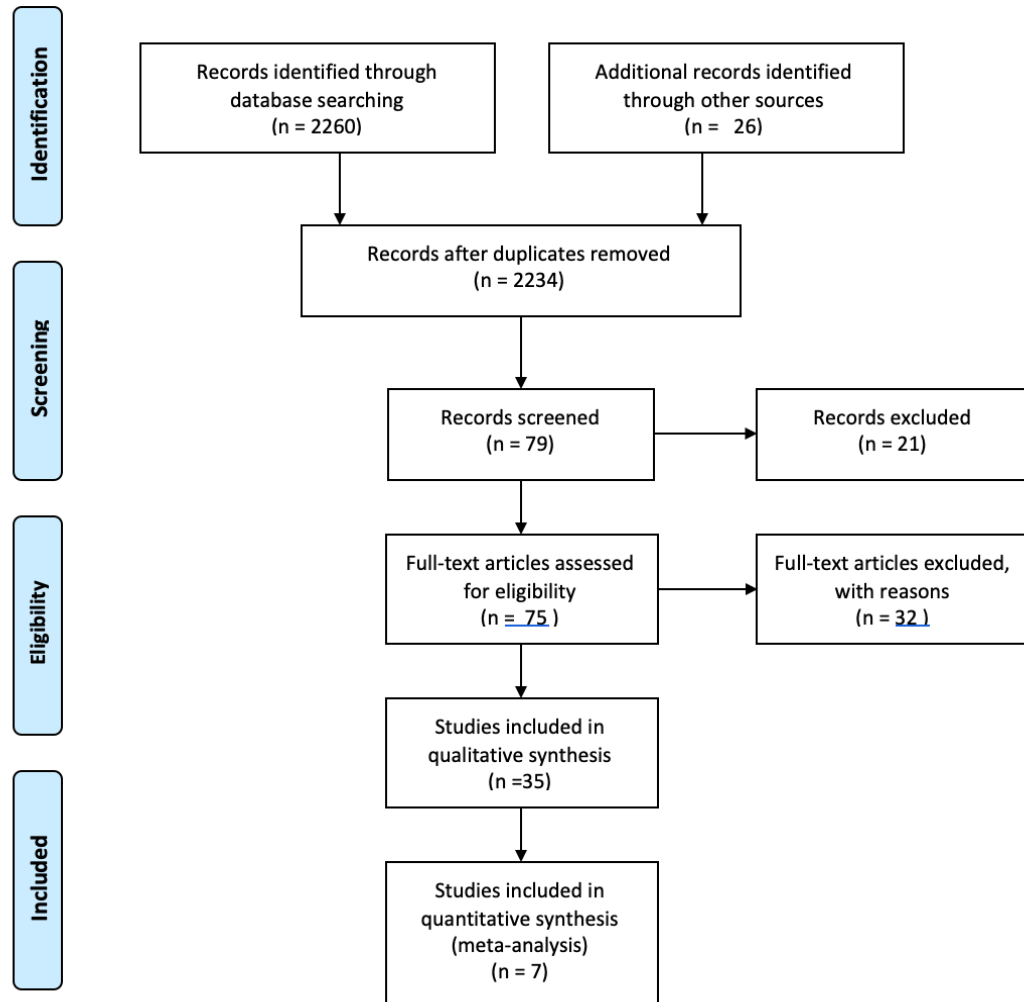 Identification
Records identified through
database searching
(n = 2260)
Additional records identified
through other sources
(n =   26)
Records after duplicates removed
(n = 2234)
Screening
Records screened
(n = 79)
Records excluded
(n = 21)
Eligibility
Full-text articles assessed
for eligibility
(n =  75 )
Full-text articles excluded,
with reasons
(n = 32 )
Studies included in
qualitative synthesis
(n =35)
Included
Studies included in
quantitative synthesis
(meta-analysis)
(n = 7)